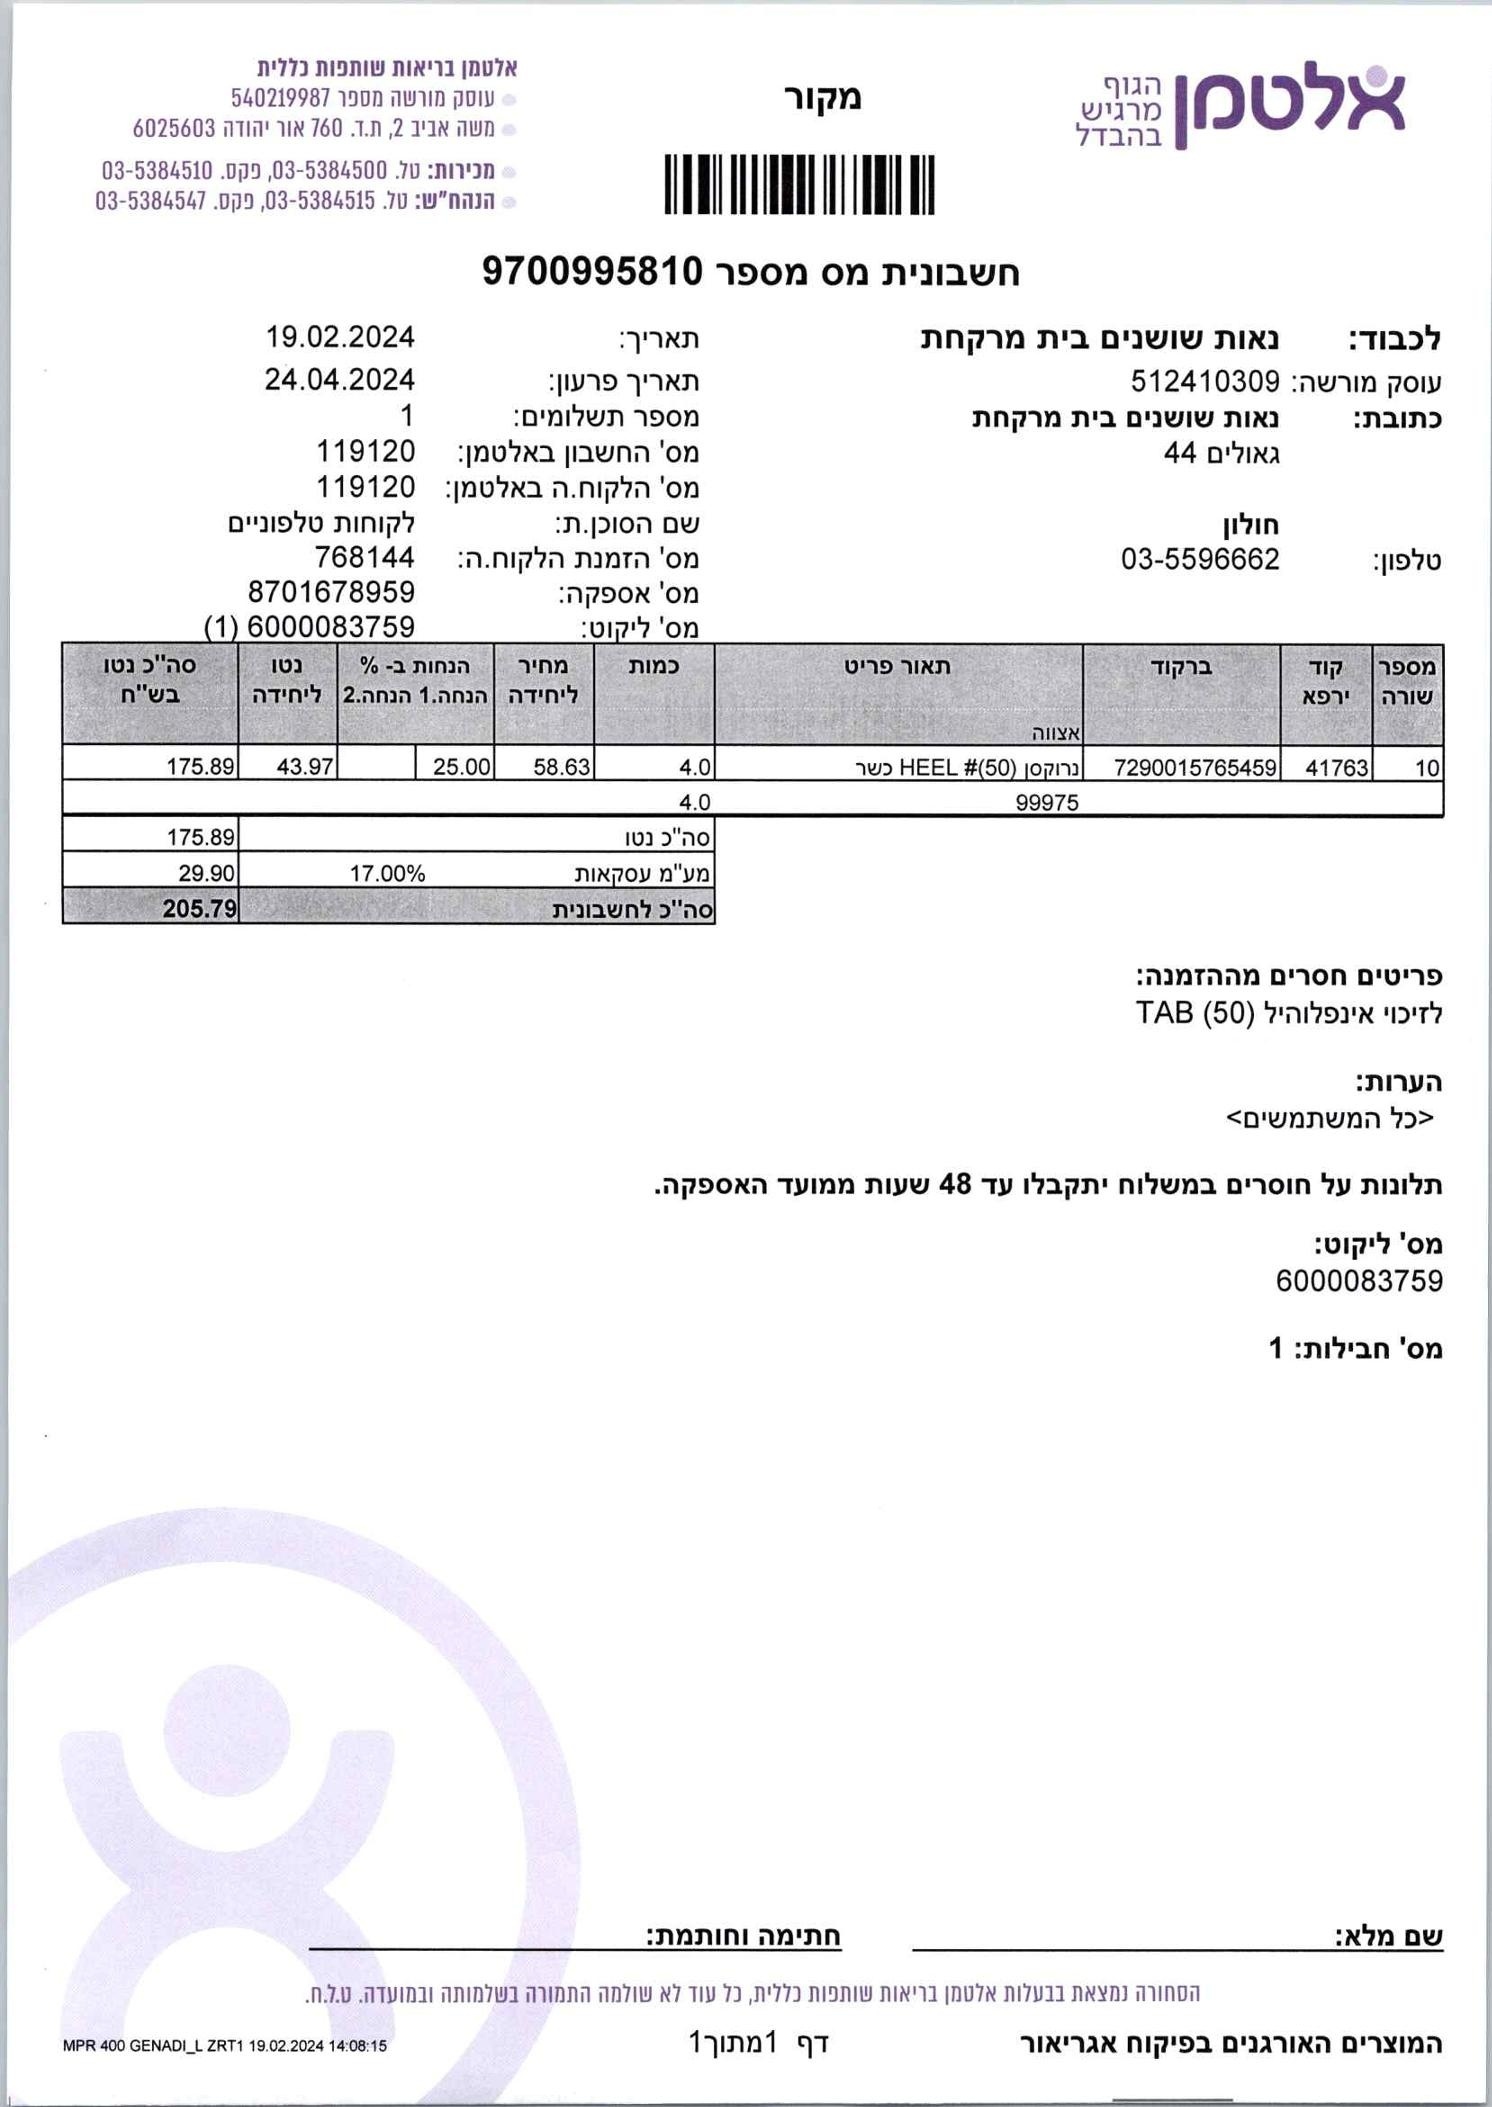 אלטמן
הגוף
מרגיש
בהבדל
מקור
אלטמן בריאות שותפות כללית
עוסק מורשה מספר 540219987
משה אביב 2, ת.ד. 760 אור יהודה 6025603
מכירות: טל. 03-5384500, פקס. 03-5384510
הנהח"ש: טל. 03-5384515, פקס. 03-5384547
חשבונית מס מספר 9700995810
לכבוד: נאות שושנים בית מרקחת
עוסק מורשה: 512410309
כתובת: נאות שושנים בית מרקחת
גאולים 44
חולון
טלפון: 03-5596662
תאריך: 19.02.2024
תאריך פרעון: 24.04.2024
מספר תשלומים: 1
מס' החשבון באלטמן: 119120
מס' הלקוח.ה באלטמן: 119120
שם הסוכן.ת: לקוחות טלפוניים
מס' הזמנת הלקוח.ה: 768144
מס' אספקה: 8701678959
מס' ליקוט: 6000083759 (1)
מספר שורה קוד ירפא ברקוד תאור פריט אצווה כמות מחיר ליחידה הנחות ב- % הנחה.1 הנחה.2 נטו ליחידה סה"כ נטו בש"ח
10 41763 7290015765459 נרוקסן HEEL #(50) כשר 4.0 58.63 25.00 43.97 175.89
99975 4.0
סה"כ נטו 175.89
מע"מ עסקאות 17.00% 29.90
סה"כ לחשבונית 205.79
פריטים חסרים מההזמנה:
לזיכוי אינפלוהיל TAB (50)
הערות:
<כל המשתמשים>
תלונות על חוסרים במשלוח יתקבלו עד 48 שעות ממועד האספקה.
מס' ליקוט:
6000083759
מס' חבילות: 1
שם מלא: חתימה וחותמת:
הסחורה נמצאת בבעלות אלטמן בריאות שותפות כללית, כל עוד לא שולמה התמורה בשלמותה ובמועדה. ט.ל.ח.
המוצרים האורגנים בפיקוח אגריאור דף 1מתוך1 MPR 400 GENADI_L ZRT1 19.02.2024 14:08:15